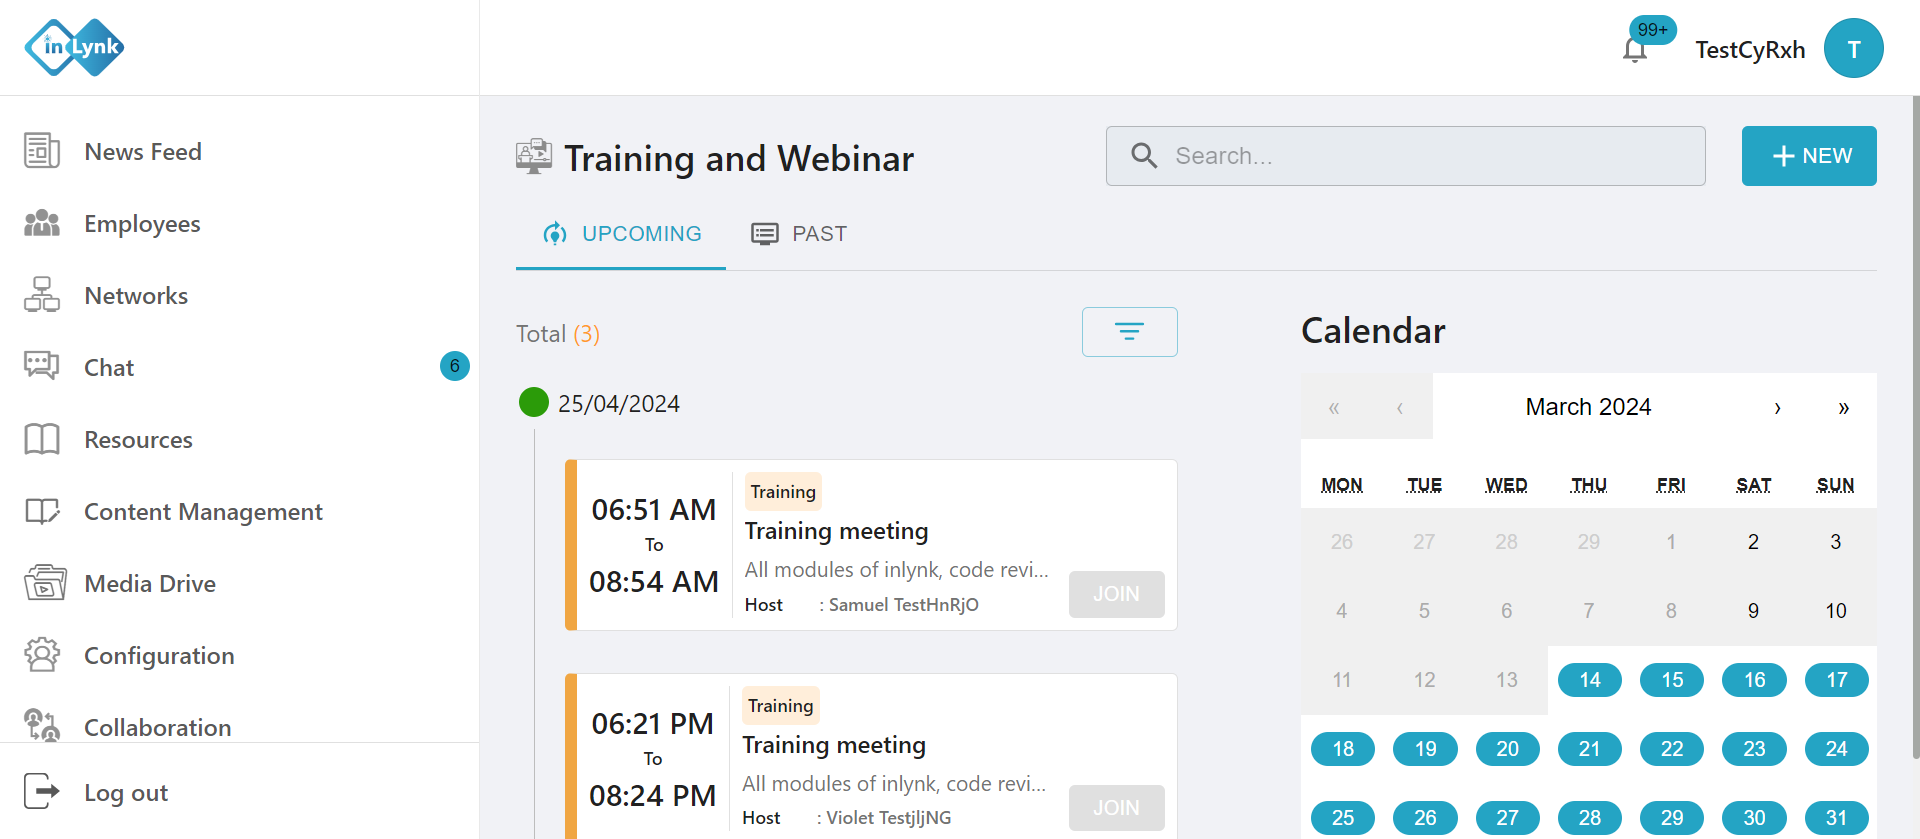 in Lynk
99+
TestCyRxh
T
News Feed
Employees
Networks
Chat
6
Resources
Content Management
Media Drive
Configuration
Collaboration
Log out
Training and Webinar
Search...
NEW
UPCOMING
PAST
Total (3)
25/04/2024
06:51 AM
To
08:54 AM
Training
Training meeting
All modules of inlynk, code revi...
Host : Samuel TestHnRjO
JOIN
06:21 PM
To
08:24 PM
Training
Training meeting
All modules of inlynk, code revi...
Host : Violet TestjljNG
JOIN
Calendar
« ‹ March 2024 › »
MON TUE WED THU FRI SAT SUN
26 27 28 29 1 2 3
4 5 6 7 8 9 10
11 12 13 14 15 16 17
18 19 20 21 22 23 24
25 26 27 28 29 30 31